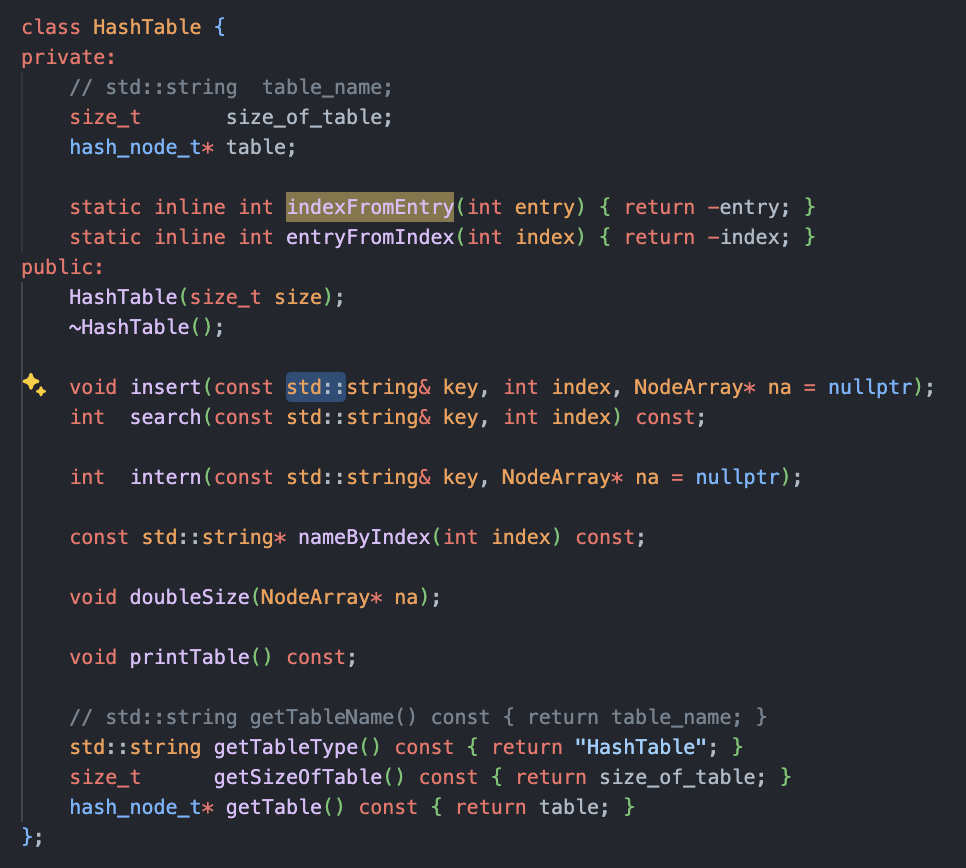 class HashTable {
private:
    // std::string  table_name;
    size_t       size_of_table;
    hash_node_t* table;

    static inline int indexFromEntry(int entry) { return -entry; }
    static inline int entryFromIndex(int index) { return -index; }
public:
    HashTable(size_t size);
    ~HashTable();

    void insert(const std::string& key, int index, NodeArray* na = nullptr);
    int  search(const std::string& key, int index) const;

    int  intern(const std::string& key, NodeArray* na = nullptr);

    const std::string* nameByIndex(int index) const;

    void doubleSize(NodeArray* na);

    void printTable() const;

    // std::string getTableName() const { return table_name; }
    std::string getTableType() const { return "HashTable"; }
    size_t      getSizeOfTable() const { return size_of_table; }
    hash_node_t* getTable() const { return table; }
};